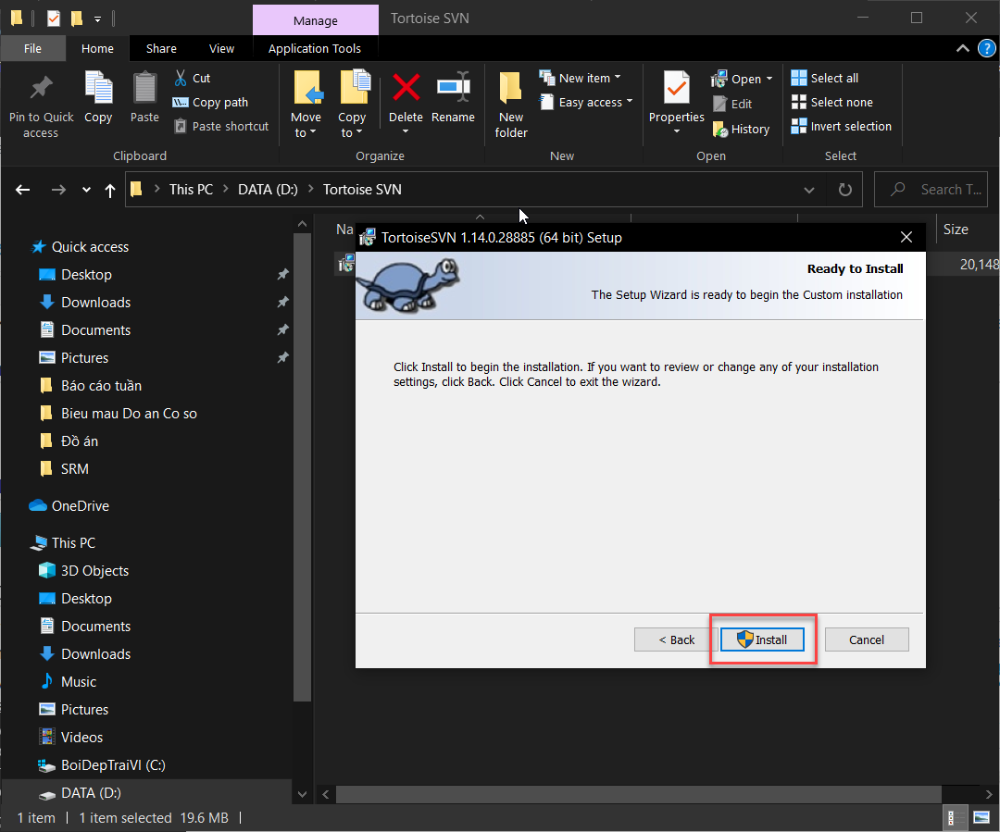 Manage
Tortoise SVN
File
Home
Share
View
Application Tools
?
Pin to Quick access
Copy
Paste
Cut
Copy path
Paste shortcut
Clipboard
Move to
Copy to
Delete
Rename
Organize
New folder
New item
Easy access
New
Properties
Open
Edit
History
Open
Select all
Select none
Invert selection
Select
This PC
DATA (D:)
Tortoise SVN
Search T...
Na
Size
20,148
Quick access
Desktop
Downloads
Documents
Pictures
Báo cáo tuần
Bieu mau Do an Co so
Đồ án
SRM
OneDrive
This PC
3D Objects
Desktop
Documents
Downloads
Music
Pictures
Videos
BoiDepTraiVl (C:)
DATA (D:)
TortoiseSVN 1.14.0.28885 (64 bit) Setup
Ready to Install
The Setup Wizard is ready to begin the Custom installation
Click Install to begin the installation. If you want to review or change any of your installation
settings, click Back. Click Cancel to exit the wizard.
< Back
Install
Cancel
1 item
1 item selected
19.6 MB